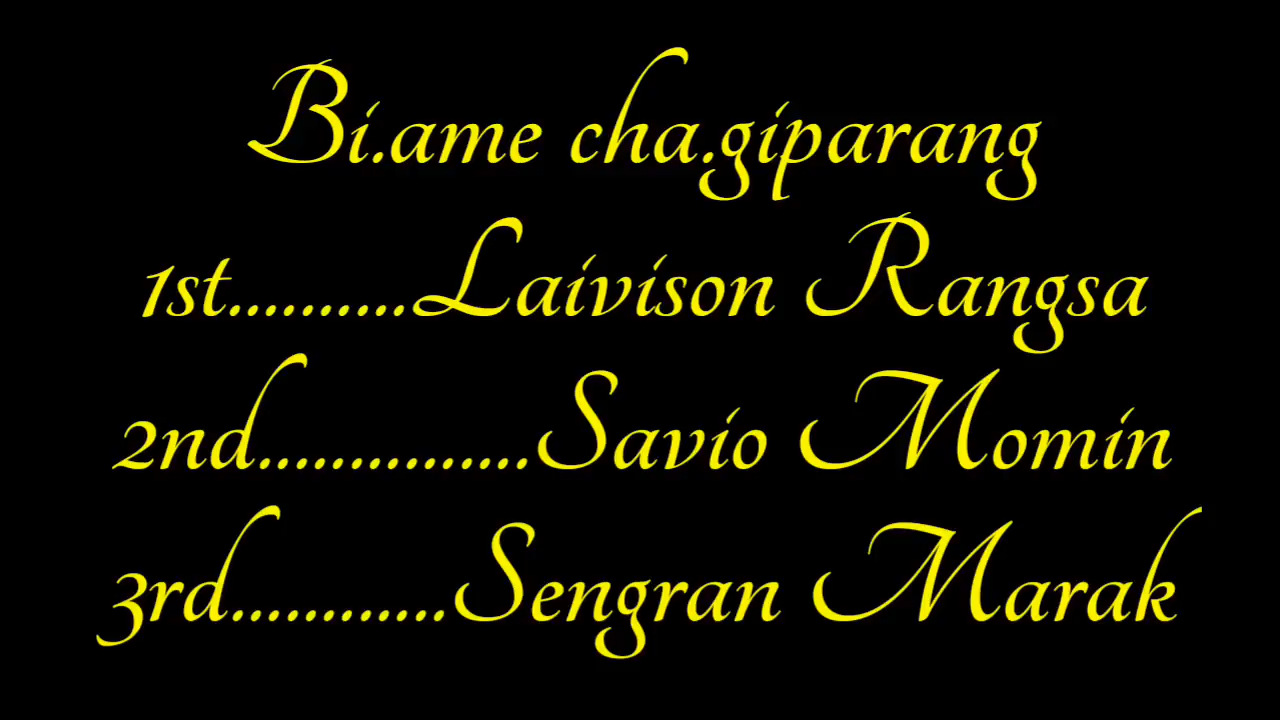 Bi.ame cha.giparang
1st..........Laivison Rangsa
2nd...............Savio Momin
3rd............Sengran Marak